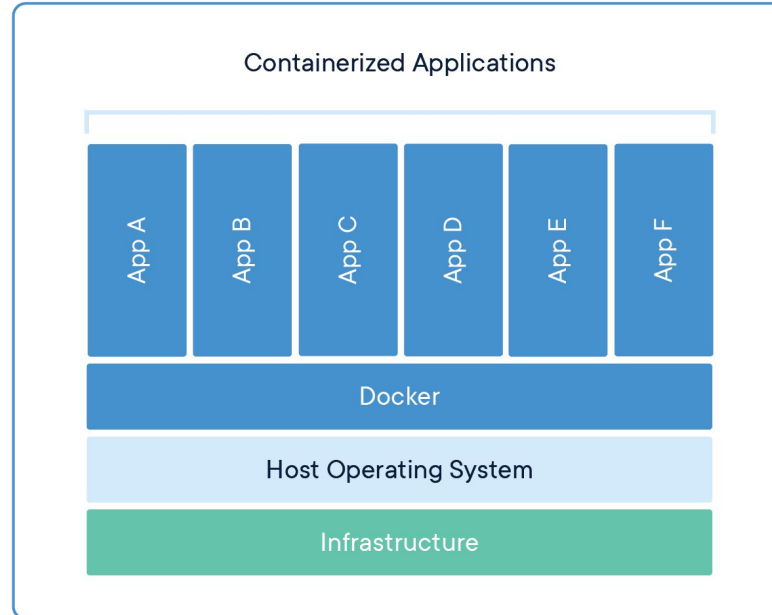 Containerized Applications
App A
App B
App C
App D
App E
App F
Docker
Host Operating System
Infrastructure